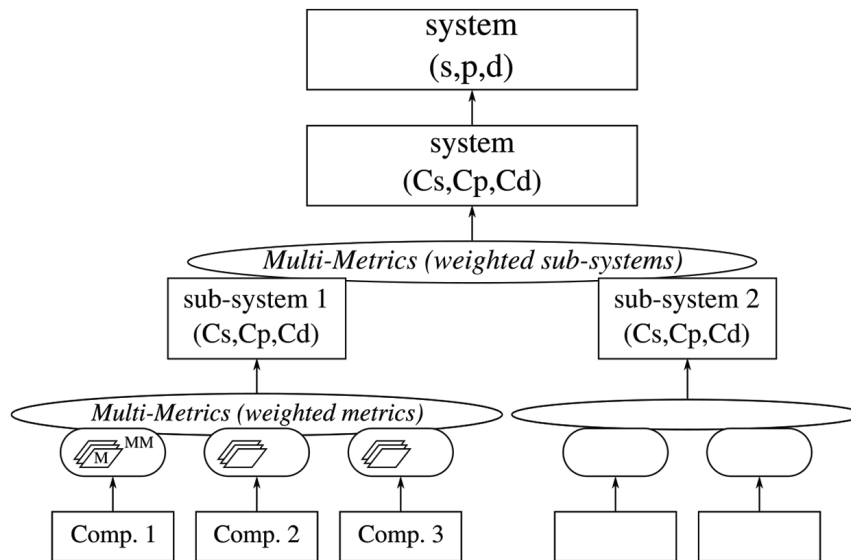 system
(s,p,d)
system
(Cs,Cp,Cd)
Multi-Metrics (weighted sub-systems)
sub-system 1
(Cs,Cp,Cd)
sub-system 2
(Cs,Cp,Cd)
Multi-Metrics (weighted metrics)
M
MM
Comp. 1
Comp. 2
Comp. 3